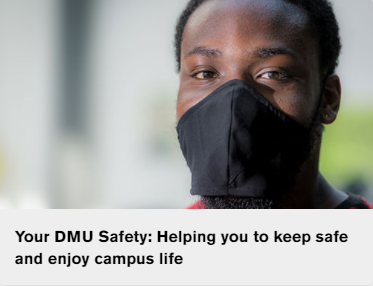 Your DMU Safety: Helping you to keep safe
and enjoy campus life